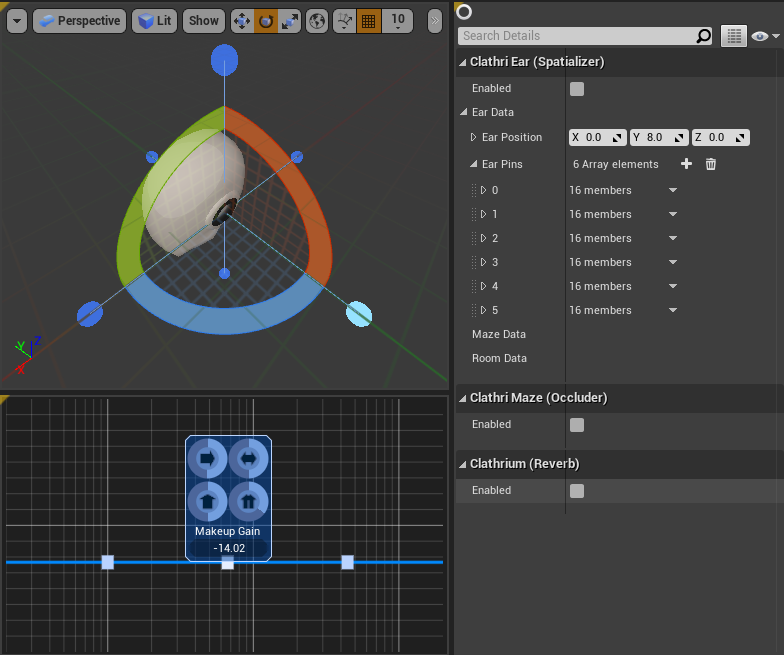 Perspective Lit Show 10
Y Z
X
Makeup Gain
-14.02
Search Details
Clathri Ear (Spatializer)
Enabled
Ear Data
Ear Position X 0.0 Y 8.0 Z 0.0
Ear Pins 6 Array elements
0 16 members
1 16 members
2 16 members
3 16 members
4 16 members
5 16 members
Maze Data
Room Data
Clathri Maze (Occluder)
Enabled
Clathrium (Reverb)
Enabled